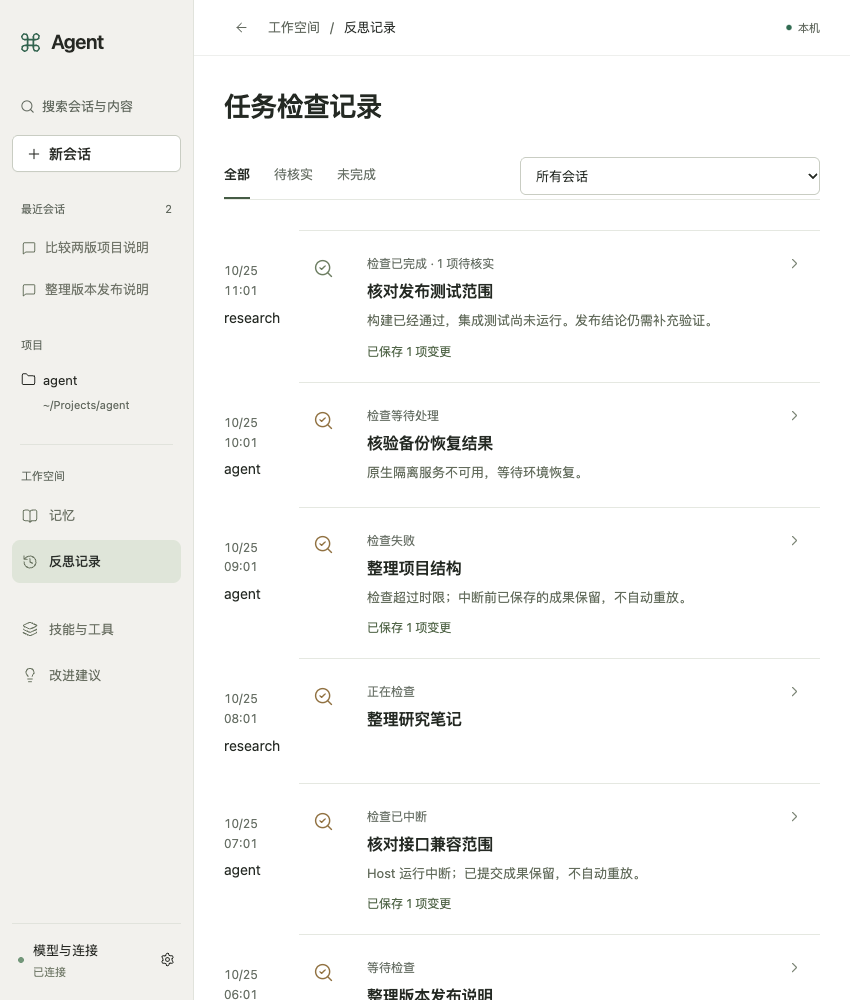 Agent
搜索会话与内容
新会话
最近会话 2
比较两版项目说明
整理版本发布说明
项目
agent
~/Projects/agent
工作空间
记忆
反思记录
技能与工具
改进建议
模型与连接
已连接
工作空间 / 反思记录
本机
任务检查记录
全部 待核实 未完成
所有会话
10/25
11:01
research
检查已完成 · 1 项待核实
核对发布测试范围
构建已经通过，集成测试尚未运行。发布结论仍需补充验证。
已保存 1 项变更
10/25
10:01
agent
检查等待处理
核验备份恢复结果
原生隔离服务不可用，等待环境恢复。
10/25
09:01
agent
检查失败
整理项目结构
检查超过时限；中断前已保存的成果保留，不自动重放。
已保存 1 项变更
10/25
08:01
research
正在检查
整理研究笔记
10/25
07:01
agent
检查已中断
核对接口兼容范围
Host 运行中断；已提交成果保留，不自动重放。
已保存 1 项变更
10/25
06:01
等待检查
整理版本发布说明